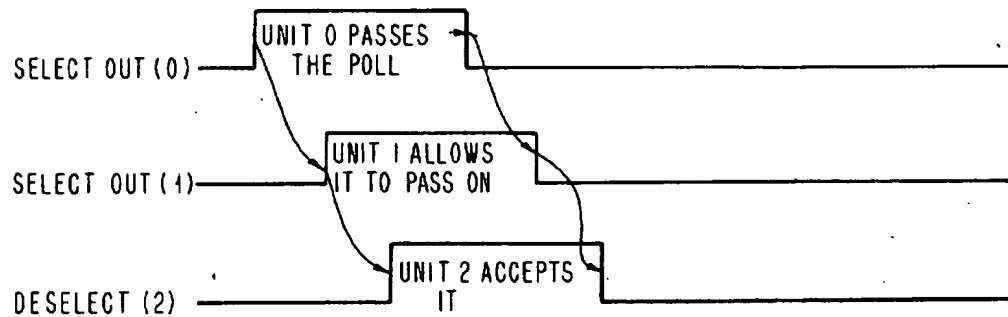 UNIT 0 PASSES
THE POLL
SELECT OUT (0)
UNIT 1 ALLOWS
IT TO PASS ON
SELECT OUT (1)
UNIT 2 ACCEPTS
IT
DESELECT (2)